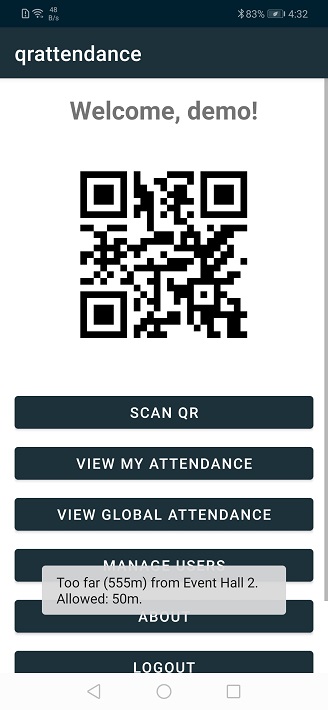 48
B/s
83%
4:32
qrattendance
Welcome, demo!
SCAN QR
VIEW MY ATTENDANCE
VIEW GLOBAL ATTENDANCE
MANAGE USERS
Too far (555m) from Event Hall 2.
Allowed: 50m.
ABOUT
LOGOUT